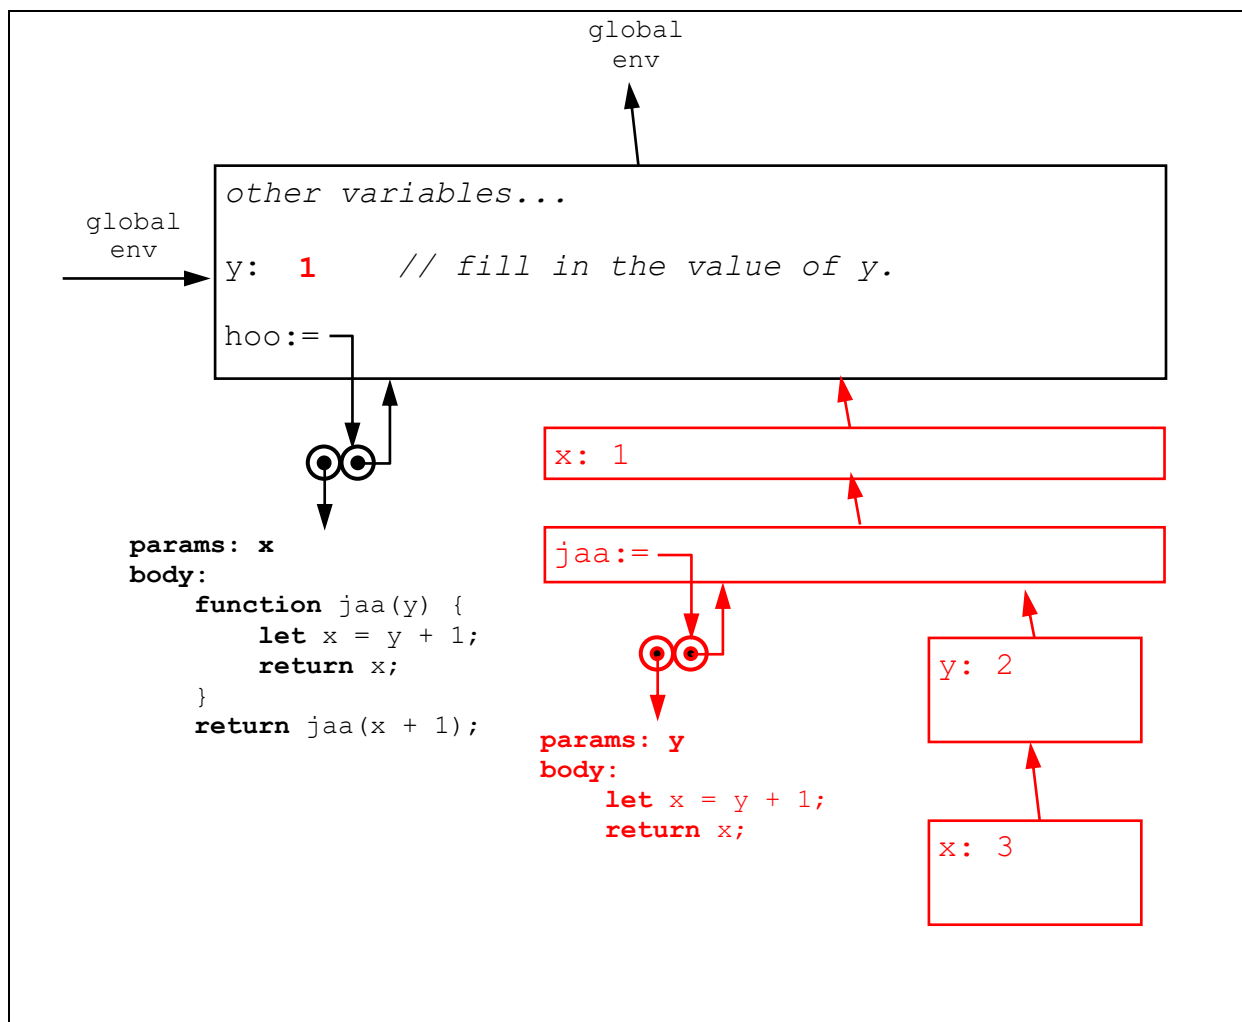 global
env
other variables...
global
env
y: 1 // fill in the value of y.
hoo:=
x: 1
jaa:=
params: x
body:
function jaa(y) {
let x = y + 1;
return x;
}
return jaa(x + 1);
y: 2
params: y
body:
let x = y + 1;
return x;
x: 3